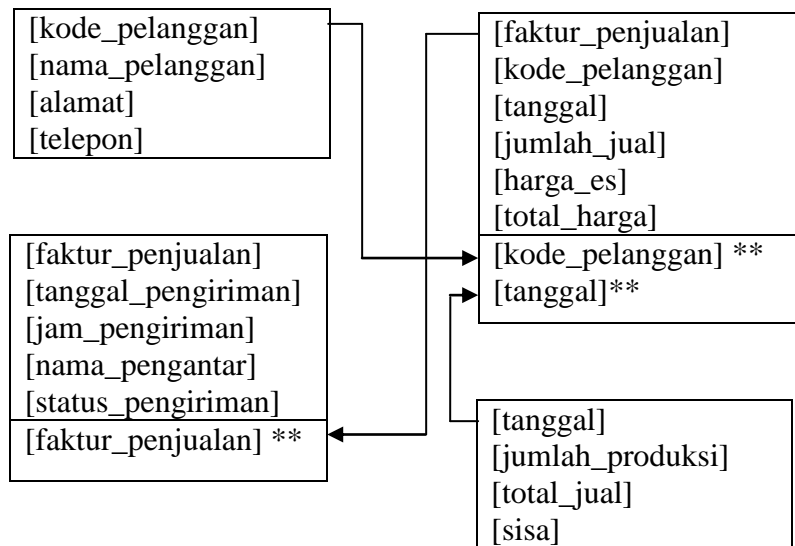 [kode_pelanggan]
[nama_pelanggan]
[alamat]
[telepon]
[faktur_penjualan]
[kode_pelanggan]
[tanggal]
[jumlah_jual]
[harga_es]
[total_harga]
[kode_pelanggan] **
[tanggal]**
[faktur_penjualan]
[tanggal_pengiriman]
[jam_pengiriman]
[nama_pengantar]
[status_pengiriman]
[faktur_penjualan] **
[tanggal]
[jumlah_produksi]
[total_jual]
[sisa]